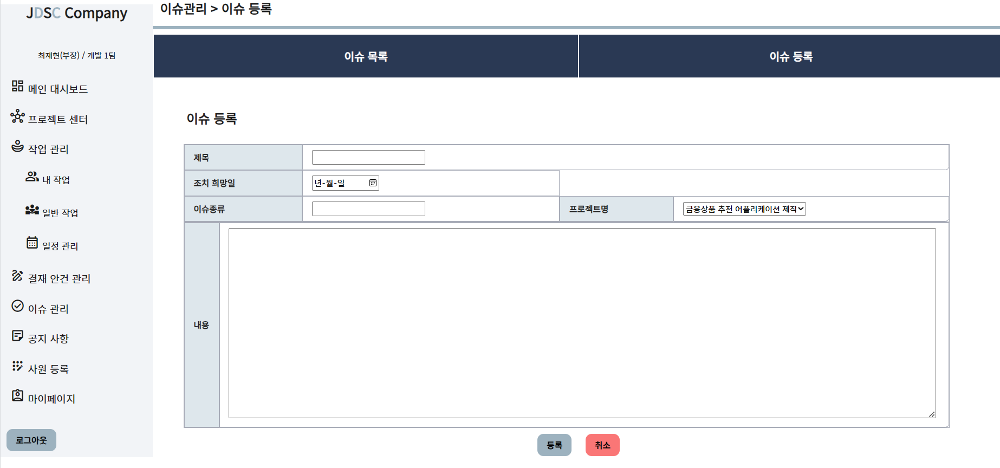 JDSC Company
최재현(부장) / 개발 1팀
메인 대시보드
프로젝트 센터
작업 관리
내 작업
일반 작업
일정 관리
결재 안건 관리
이슈 관리
공지 사항
사원 등록
마이페이지
로그아웃
이슈관리 > 이슈 등록
이슈 목록
이슈 등록
이슈 등록
제목
조치 희망일
년-월-일
이슈종류
프로젝트명
금융상품 추천 어플리케이션 제작
내용
등록
취소